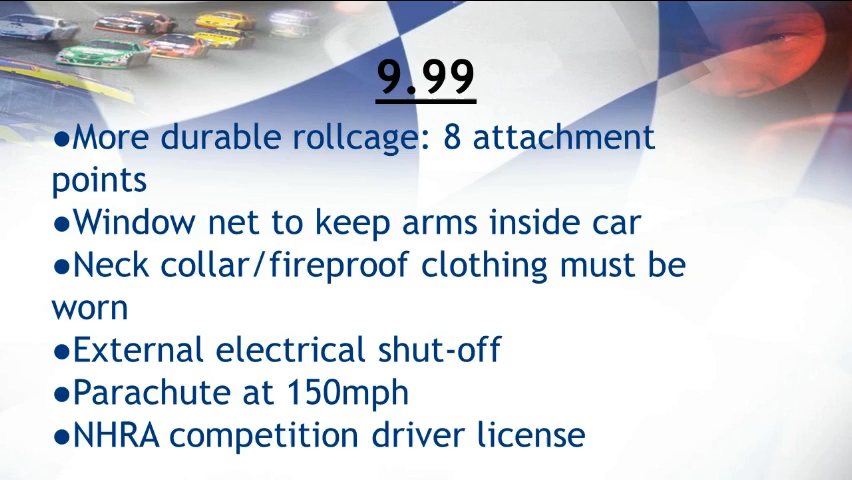 9.99
●More durable rollcage: 8 attachment
points
●Window net to keep arms inside car
●Neck collar/fireproof clothing must be
worn
●External electrical shut-off
●Parachute at 150mph
●NHRA competition driver license